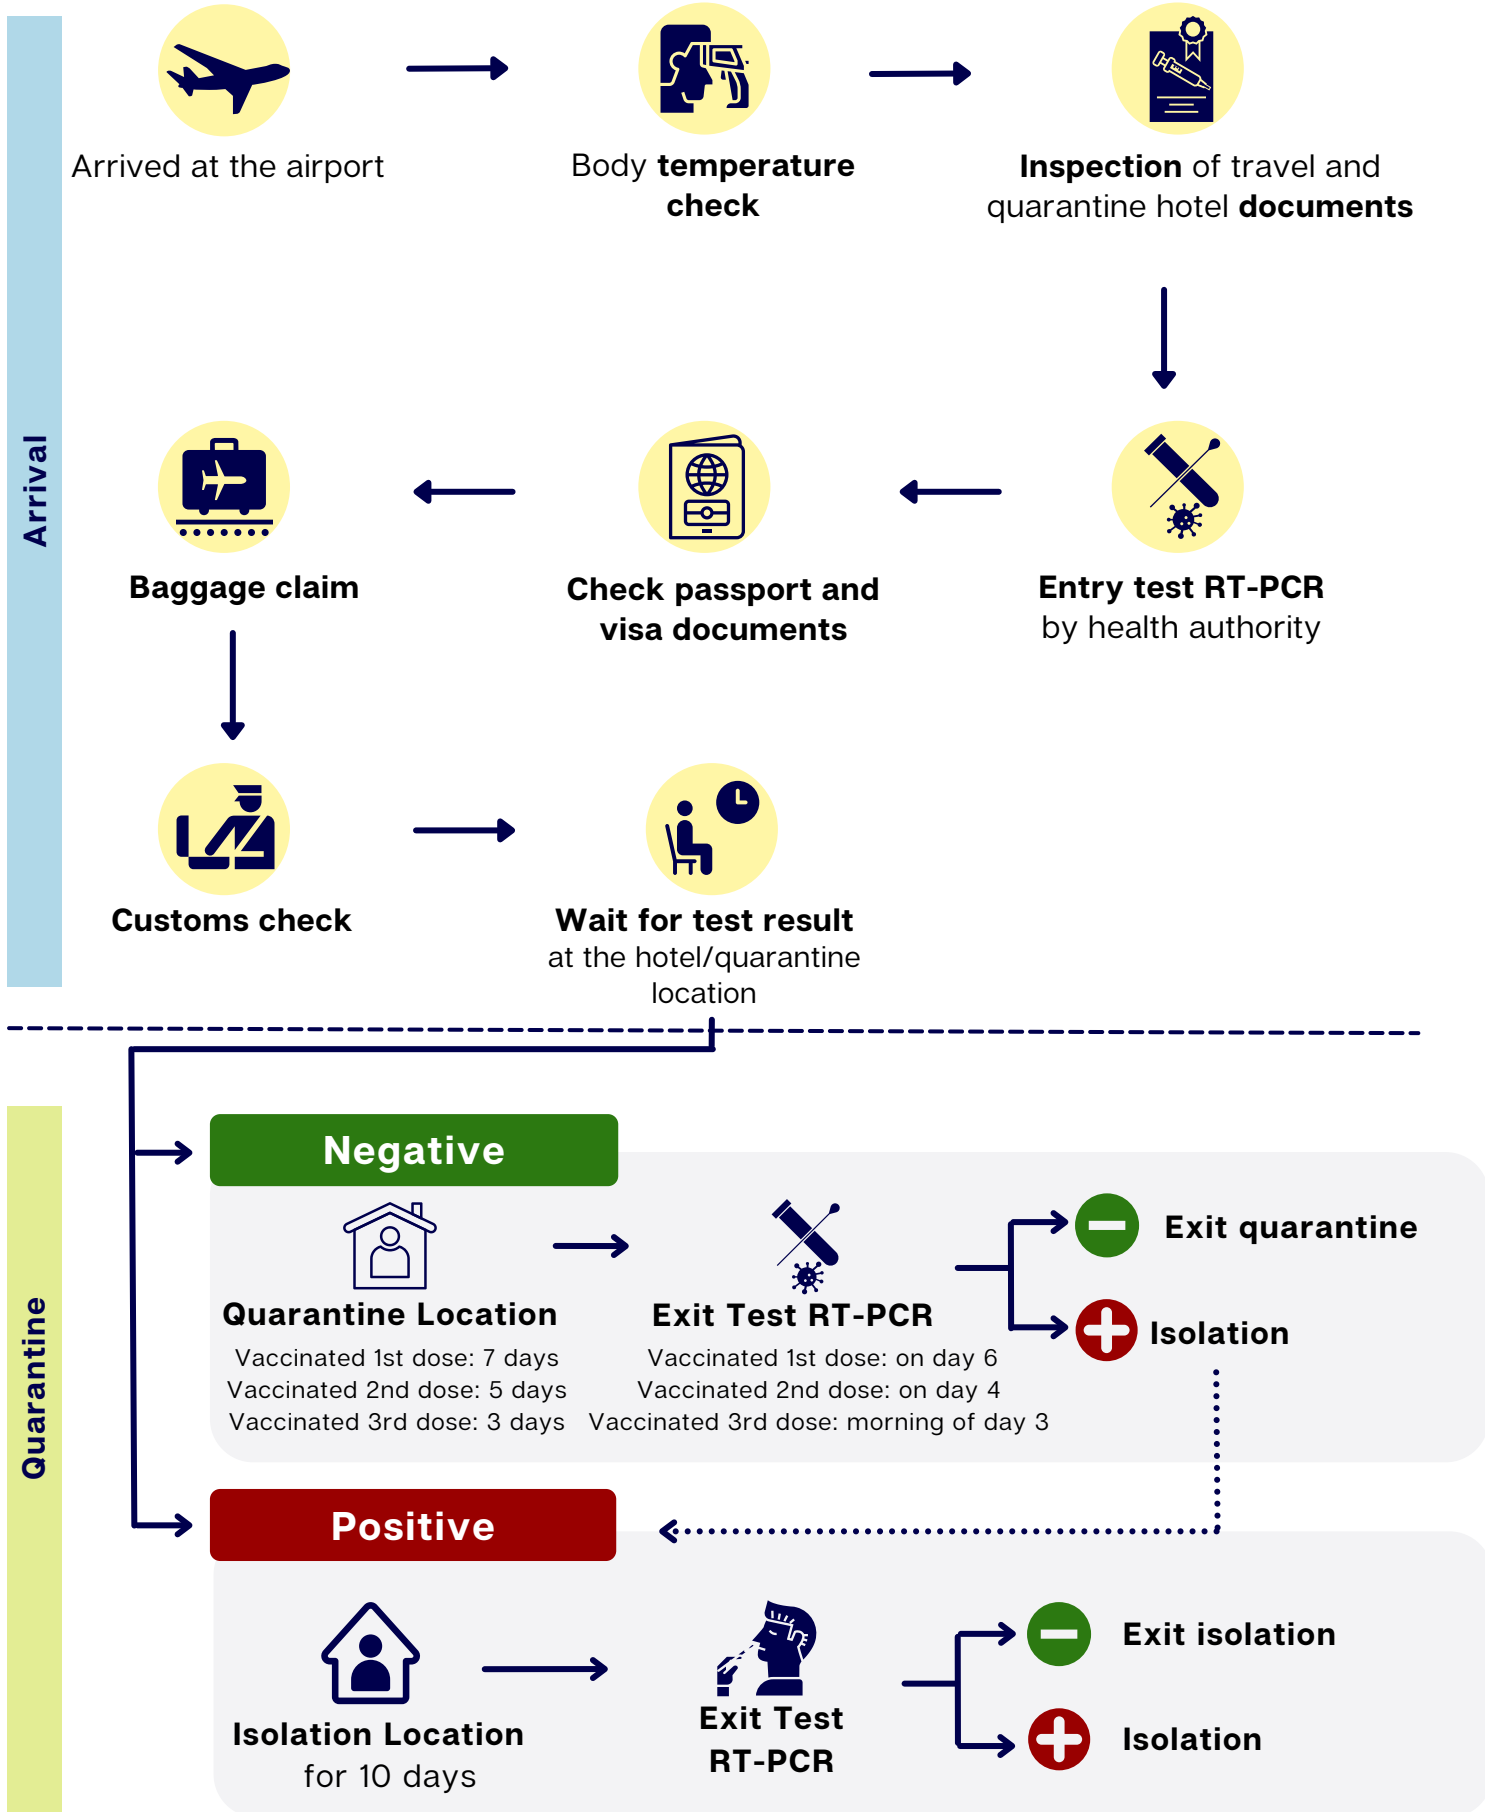 Arrival
Arrived at the airport
Body temperature
check
Inspection of travel and
quarantine hotel documents
Baggage claim
Check passport and
visa documents
Entry test RT-PCR
by health authority
Customs check
Wait for test result
at the hotel/quarantine
location
Quarantine
Negative
Quarantine Location
Vaccinated 1st dose: 7 days
Vaccinated 2nd dose: 5 days
Vaccinated 3rd dose: 3 days
Exit Test RT-PCR
Vaccinated 1st dose: on day 6
Vaccinated 2nd dose: on day 4
Vaccinated 3rd dose: morning of day 3
Exit quarantine
Isolation
Positive
Isolation Location
for 10 days
Exit Test
RT-PCR
Exit isolation
Isolation